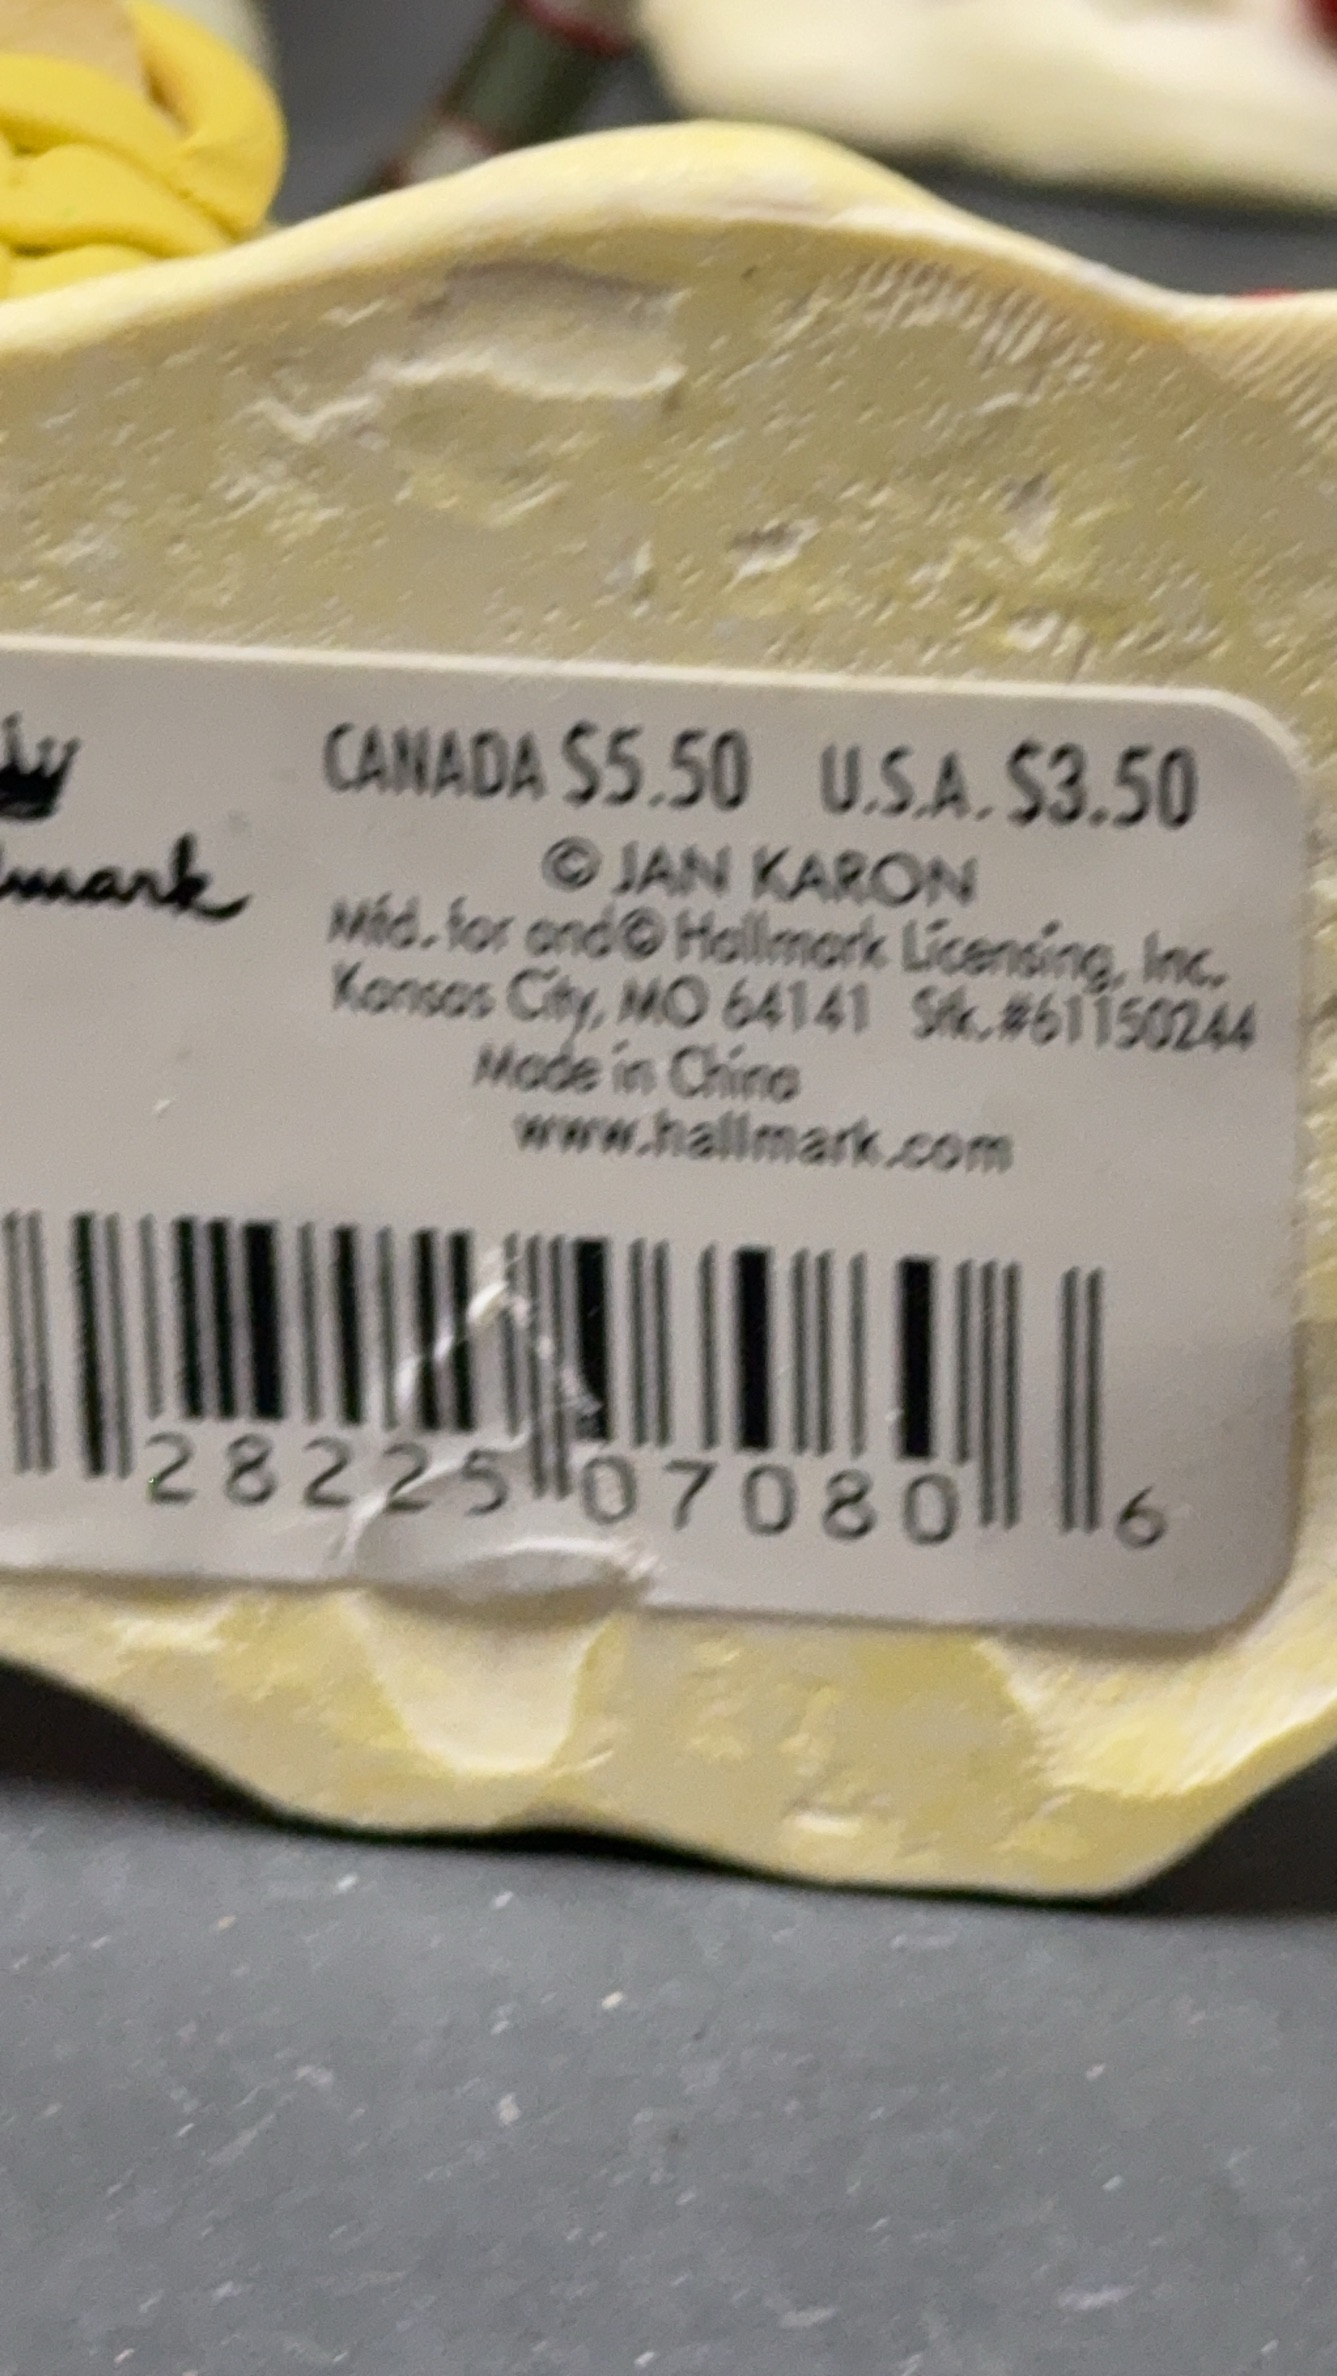 CANADA $5.50 U.S.A. $3.50
© JAN KARON
lmark
Mfd. for and © Hallmark Licensing, Inc.
Kansas City, MO 64141 Stk.#61150244
Made in China
www.hallmark.com
28225 07080 6